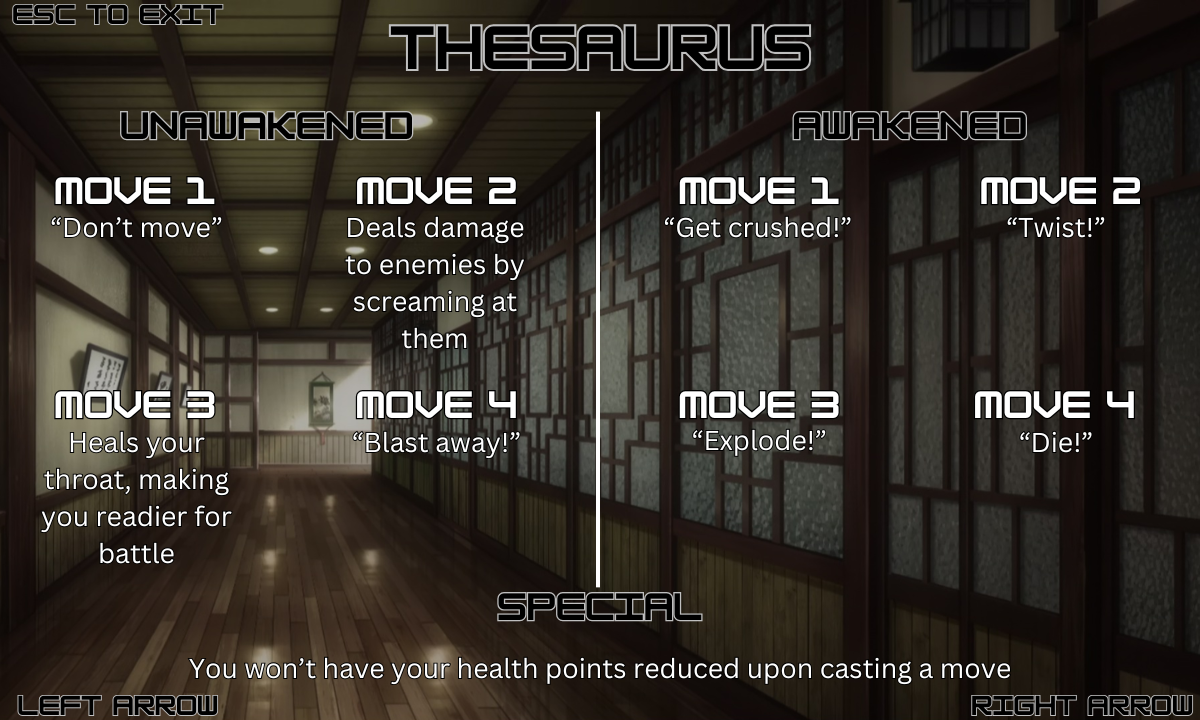 ESC TO EXIT
THESAURUS
UNAWAKENED
MOVE 1
“Don’t move”
MOVE 2
Deals damage
to enemies by
screaming at
them
MOVE 3
Heals your
throat, making
you readier for
battle
MOVE 4
“Blast away!”
AWAKENED
MOVE 1
“Get crushed!”
MOVE 2
“Twist!”
MOVE 3
“Explode!”
MOVE 4
“Die!”
SPECIAL
You won’t have your health points reduced upon casting a move
LEFT ARROW
RIGHT ARROW